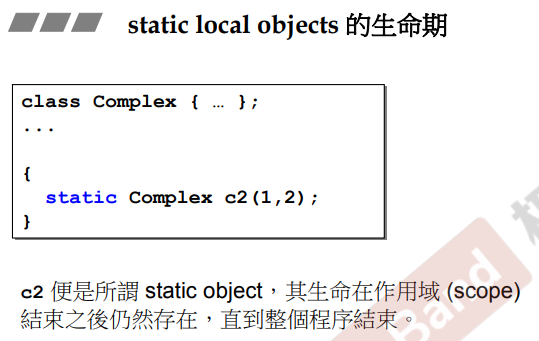 static local objects 的生命期
class Complex { … };
...
{
static Complex c2(1,2);
}
c2 便是所謂 static object，其生命在作用域 (scope)
結束之後仍然存在，直到整個程序結束。
Band